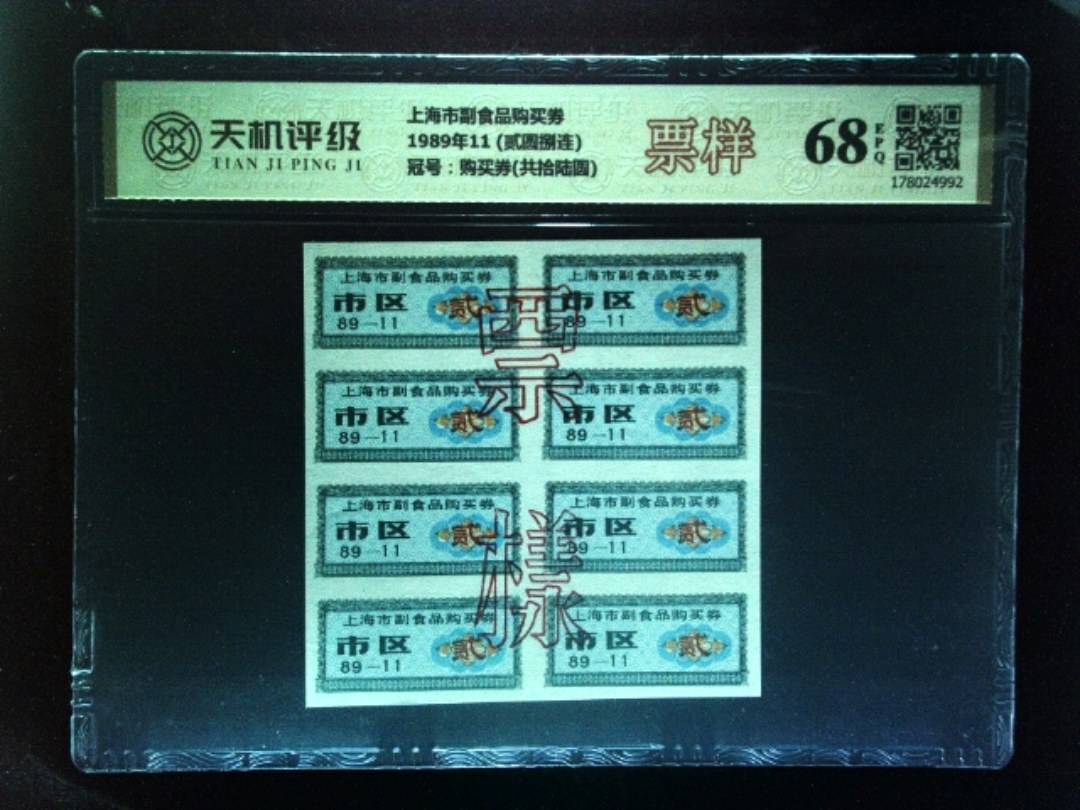 天机评级
TIAN JI PING JI
上海市副食品购买券
1989年11 (贰圆捌连)
冠号：购买券(共拾陆圆)
票样
68
EPQ
178024992
上海市副食品购买券
市区
89—11
贰
上海市副食品购买券
市区
89—11
贰
上海市副食品购买券
市区
89—11
贰
上海市副食品购买券
市区
89—11
贰
上海市副食品购买券
市区
89—11
贰
上海市副食品购买券
市区
89—11
贰
上海市副食品购买券
市区
89—11
贰
上海市副食品购买券
市区
89—11
贰
票樣